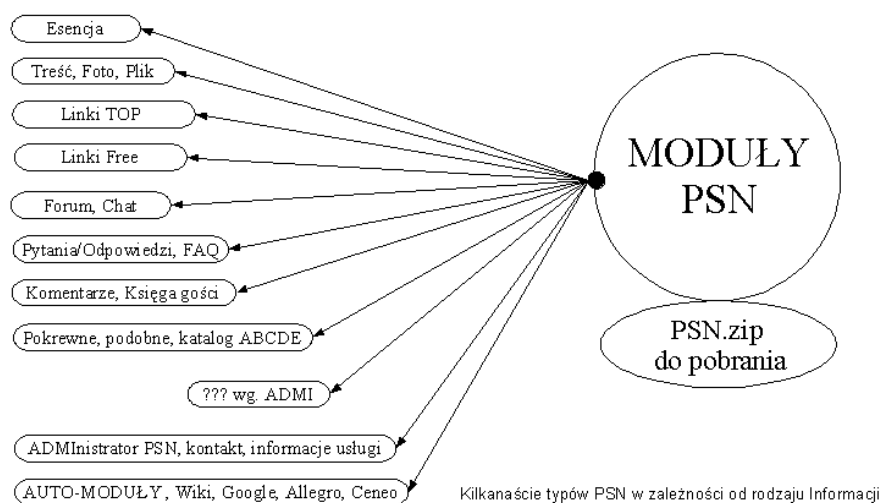 Esencja
Treść, Foto, Plik
Linki TOP
Linki Free
Forum, Chat
Pytania/Odpowiedzi, FAQ
Komentarze, Księga gości
Pokrewne, podobne, katalog ABCDE
??? wg. ADMI
ADMInistrator PSN, kontakt, informacje usługi
AUTO-MODUŁY, Wiki, Google, Allegro, Ceneo
MODUŁY
PSN
PSN.zip
do pobrania
Kilkanaście typów PSN w zależności od rodzaju Informacji